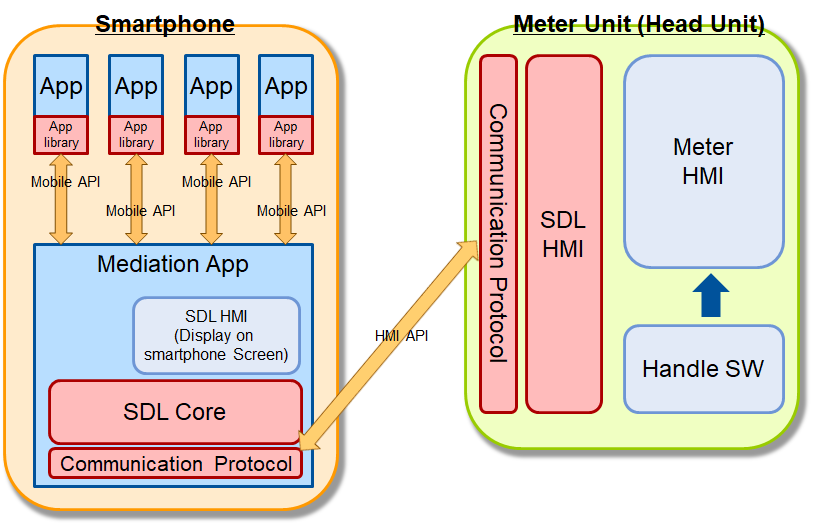 Smartphone
Meter Unit (Head Unit)
App
App
App
App
App
library
App
library
App
library
App
library
Mobile API
Mobile API
Mobile API
Mobile API
Mediation App
SDL HMI
(Display on
smartphone Screen)
SDL Core
Communication Protocol
HMI API
Communication Protocol
SDL
HMI
Meter
HMI
Handle SW